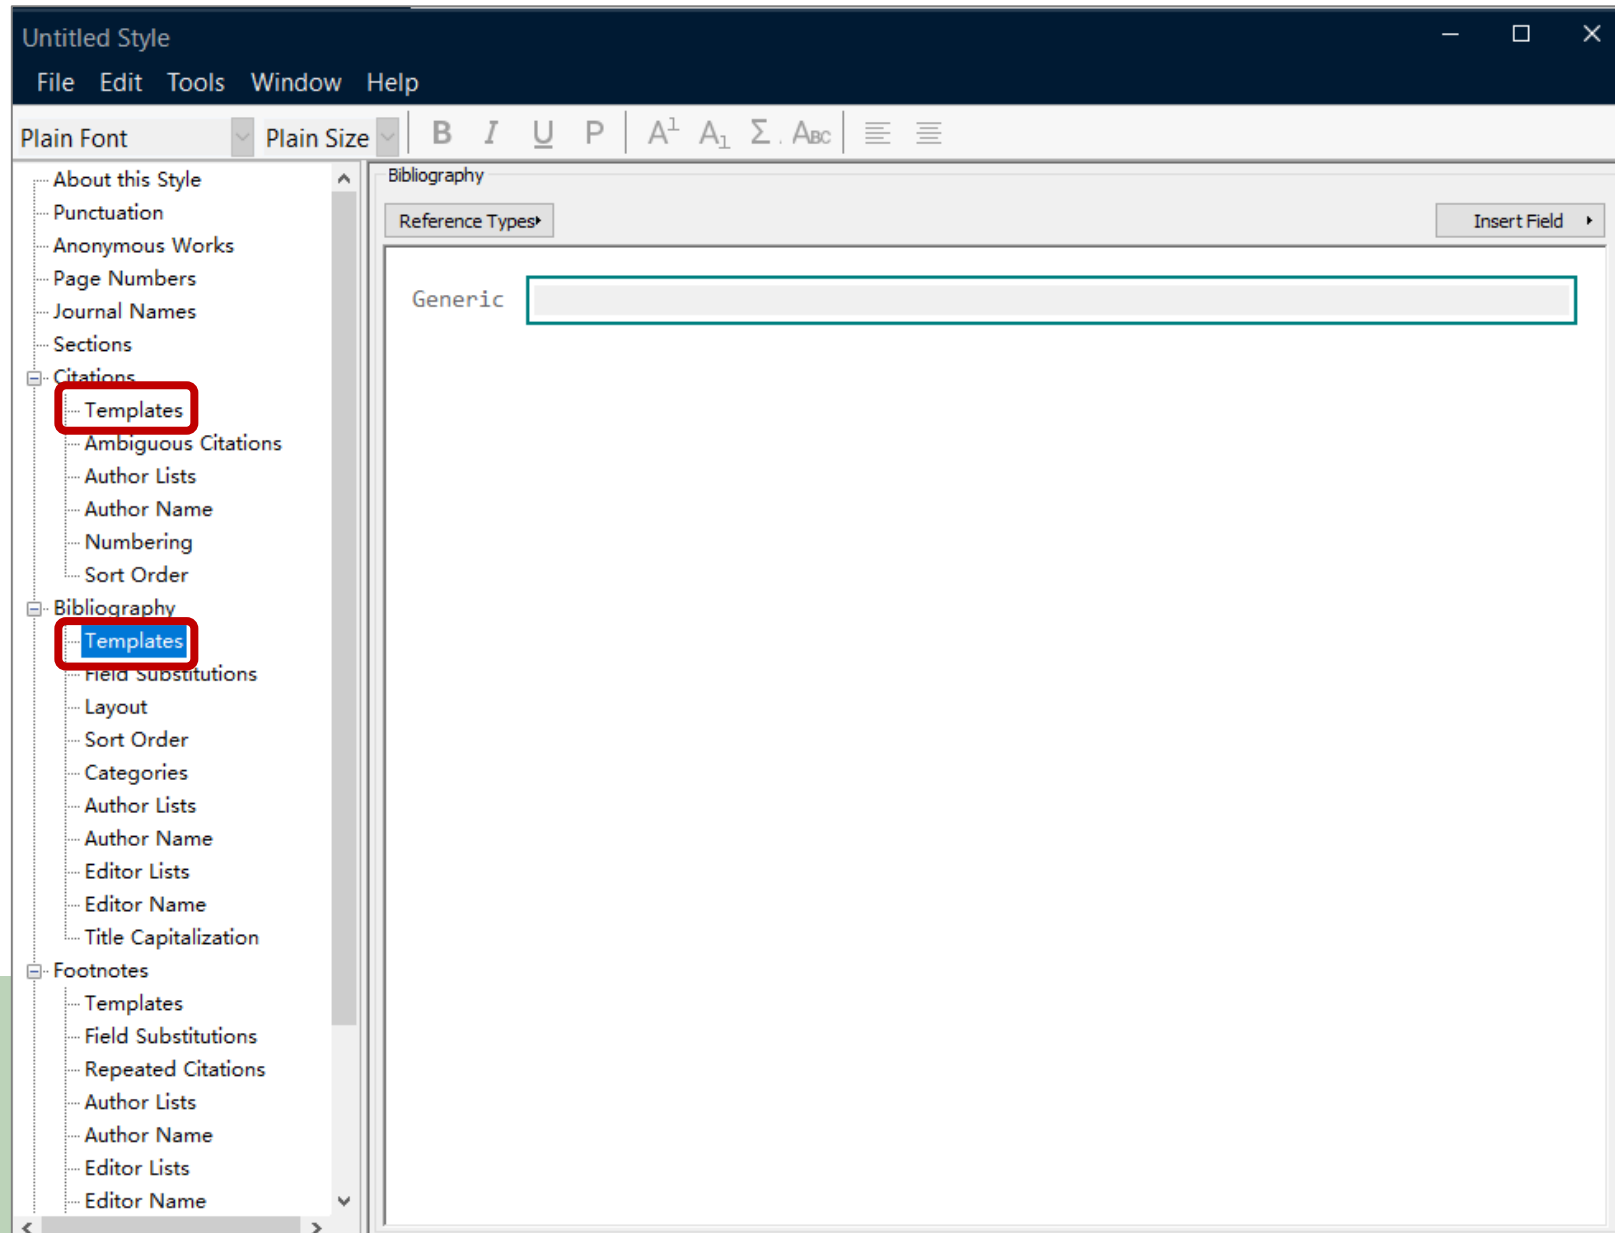 Untitled Style
File Edit Tools Window Help
Plain Font Plain Size B I U P A1 A1 Σ ABC
About this Style
Punctuation
Anonymous Works
Page Numbers
Journal Names
Sections
Citations
Templates
Ambiguous Citations
Author Lists
Author Name
Numbering
Sort Order
Bibliography
Templates
Field Substitutions
Layout
Sort Order
Categories
Author Lists
Author Name
Editor Lists
Editor Name
Title Capitalization
Footnotes
Templates
Field Substitutions
Repeated Citations
Author Lists
Author Name
Editor Lists
Editor Name
Bibliography
Reference Types Insert Field
Generic